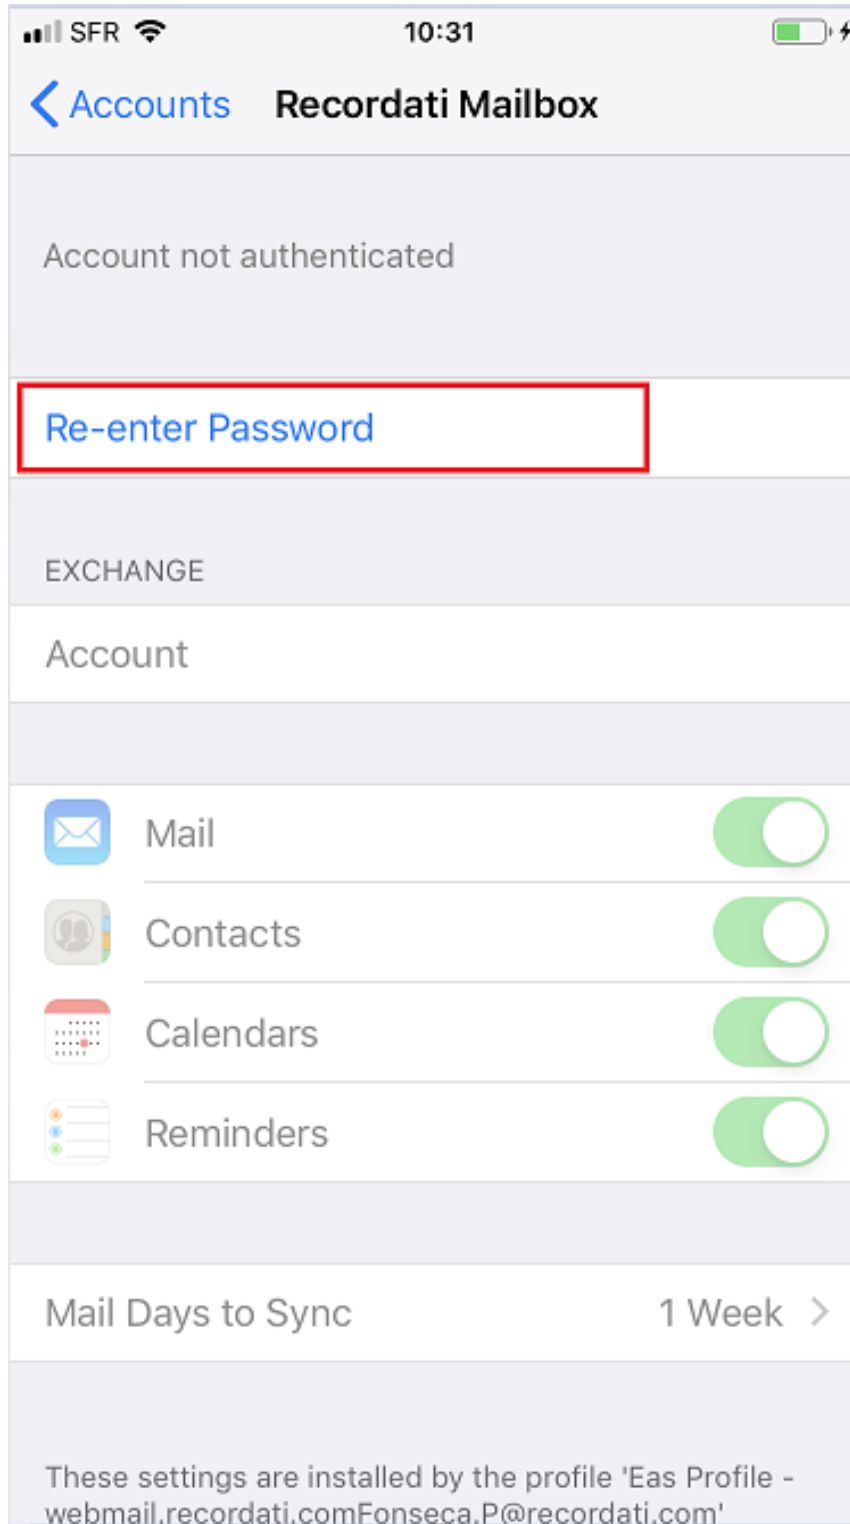 SFR 10:31
Accounts Recordati Mailbox
Account not authenticated
Re-enter Password
EXCHANGE
Account
Mail
Contacts
Calendars
Reminders
Mail Days to Sync 1 Week
These settings are installed by the profile 'Eas Profile -
webmail.recordati.comFonseca.P@recordati.com'